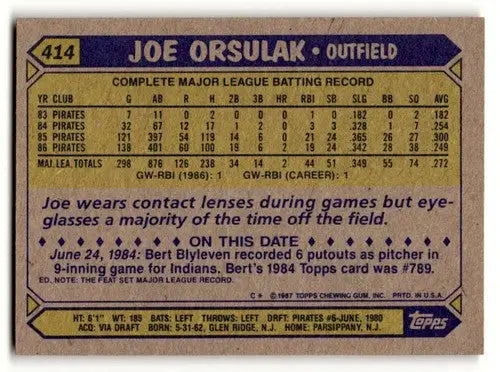 414 JOE ORSULAK • OUTFIELD
COMPLETE MAJOR LEAGUE BATTING RECORD
YR CLUB G AB R H 2B 3B HR RBI SB SLG BB SO AVG
83 PIRATES 7 11 0 2 0 0 0 1 0 .182 0 2 .182
84 PIRATES 32 67 12 17 1 2 0 3 3 .328 1 7 .254
85 PIRATES 121 397 54 119 14 6 0 21 24 .365 26 27 .300
86 PIRATES 138 401 60 100 19 6 2 19 24 .342 28 38 .249
MAJ.LEA.TOTALS 298 876 126 238 34 14 2 44 51 .349 55 74 .272
GW-RBI (1986): 1 GW-RBI (CAREER): 1
Joe wears contact lenses during games but eye-
glasses a majority of the time off the field.
ON THIS DATE
June 24, 1984: Bert Blyleven recorded 6 putouts as pitcher in
9-inning game for Indians. Bert's 1984 Topps card was #789.
ED. NOTE: THE FEAT SET MAJOR LEAGUE RECORD.
C * ©1987 TOPPS CHEWING GUM, INC. PRTD. IN U.S.A.
HT: 6'1" WT: 185 BATS: LEFT THROWS: LEFT DRFT: PIRATES #6-JUNE, 1980
ACQ: VIA DRAFT BORN: 5-31-62, GLEN RIDGE, N.J. HOME: PARSIPPANY, N.J.
Topps